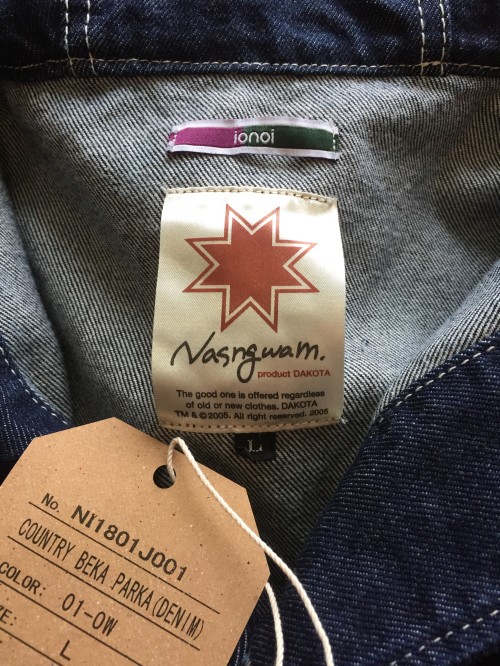 ionoi
Nasngwam.
product DAKOTA
The good one is offered regardless
of old or new clothes. DAKOTA
TM & © 2005. All right reserved. 2005
L
No. NI1801J001
COUNTRY BEKA PARKA(DENIM)
COLOR: 01-OW
L